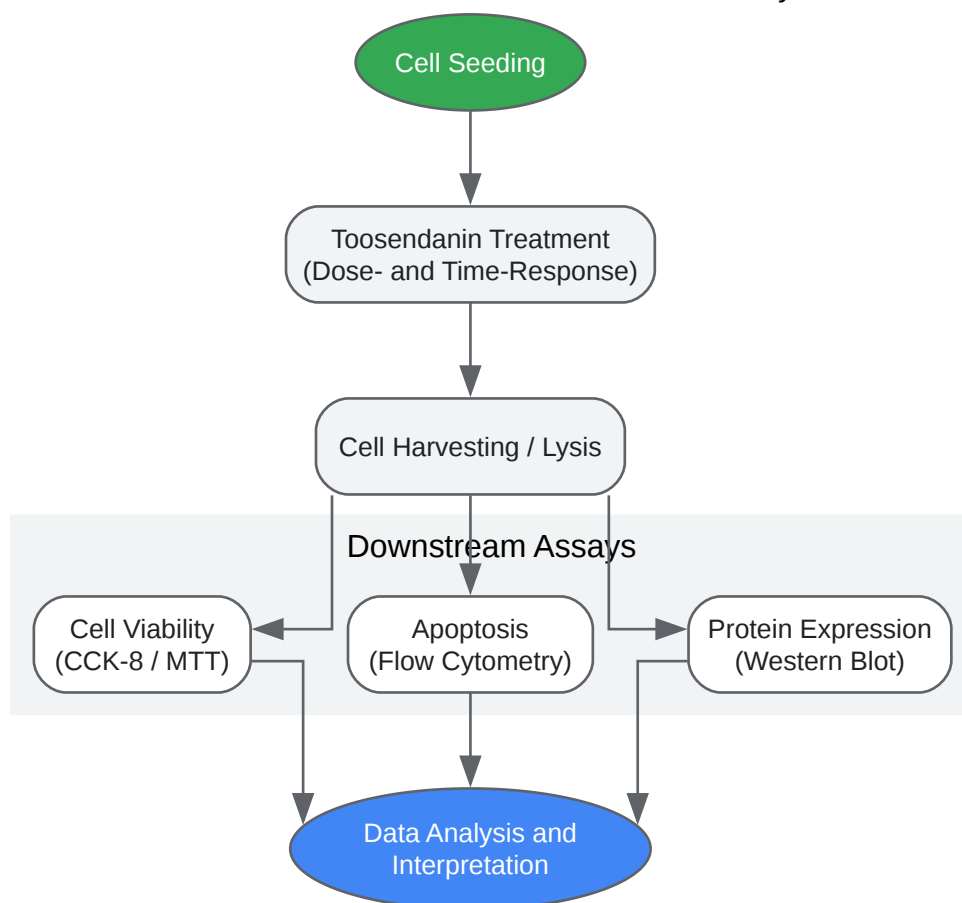 Cell Seeding
Toosendanin Treatment
(Dose- and Time-Response)
Cell Harvesting / Lysis
Downstream Assays
Cell Viability
(CCK-8 / MTT)
Apoptosis
(Flow Cytometry)
Protein Expression
(Western Blot)
Data Analysis and
Interpretation